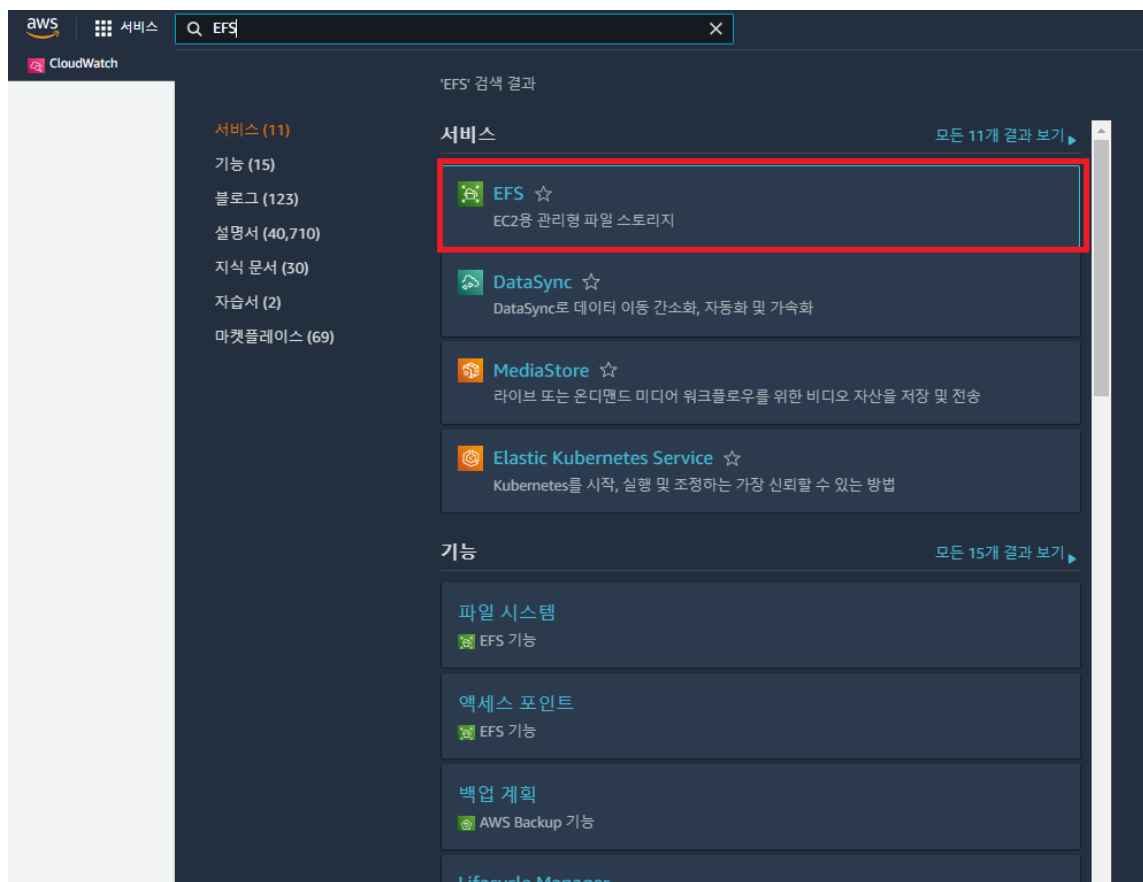 aws
서비스
EFS
CloudWatch
'EFS' 검색 결과
서비스 (11)
기능 (15)
블로그 (123)
설명서 (40,710)
지식 문서 (30)
자습서 (2)
마켓플레이스 (69)
서비스
모든 11개 결과 보기
EFS
EC2용 관리형 파일 스토리지
DataSync
DataSync로 데이터 이동 간소화, 자동화 및 가속화
MediaStore
라이브 또는 온디맨드 미디어 워크플로우를 위한 비디오 자산을 저장 및 전송
Elastic Kubernetes Service
Kubernetes를 시작, 실행 및 조정하는 가장 신뢰할 수 있는 방법
기능
모든 15개 결과 보기
파일 시스템
EFS 기능
액세스 포인트
EFS 기능
백업 계획
AWS Backup 기능
Lifecycle Manager